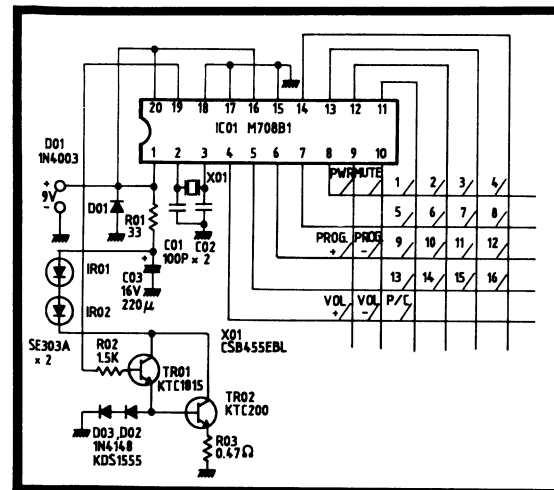 20 19 18 17 16 15 14 13 12 11
IC01 M708B1
1 2 3 4 5 6 7 8 9 10
D01
1N4003
+
9V
-
D01
R01
33
X01
C01 C02
100P × 2
+
C03
16V
220μ
IR01
IR02
SE303A
× 2
R02
1.5K
TR01
KTC1815
X01
CSB455EBL
TR02
KTC200
D03, D02
1N4148
KDS1555
R03
0.47Ω
PWR MUTE 1 2 3 4
5 6 7 8
PROG. PROG. 9 10 11 12
+ -
13 14 15 16
VOL VOL P/C
+ -